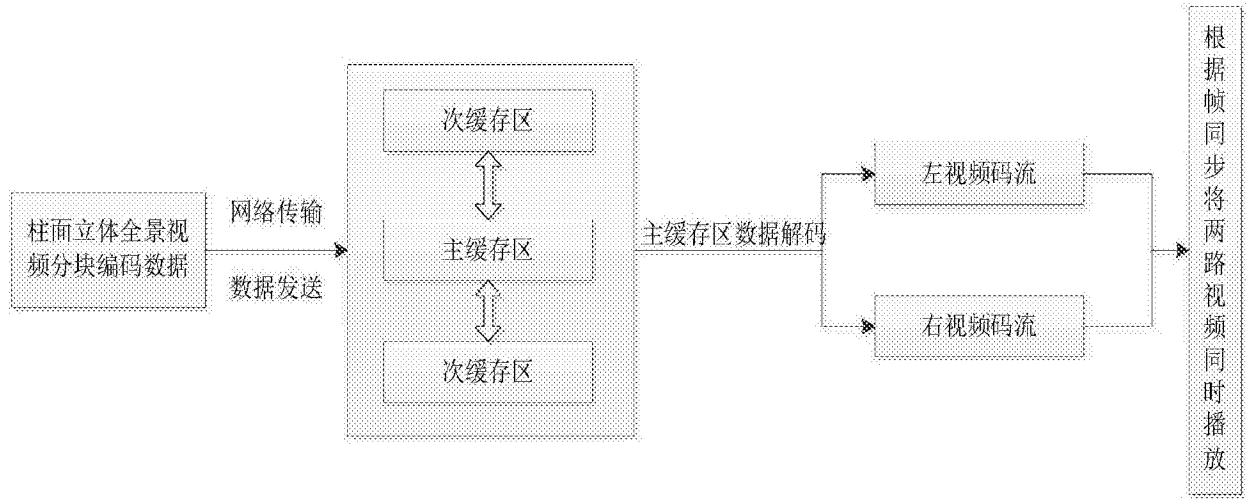 柱面立体全景视
频分块编码数据
网络传输
数据发送
次缓存区
主缓存区
次缓存区
主缓存区数据解码
左视频码流
右视频码流
根据帧同步将两路视频同时播放